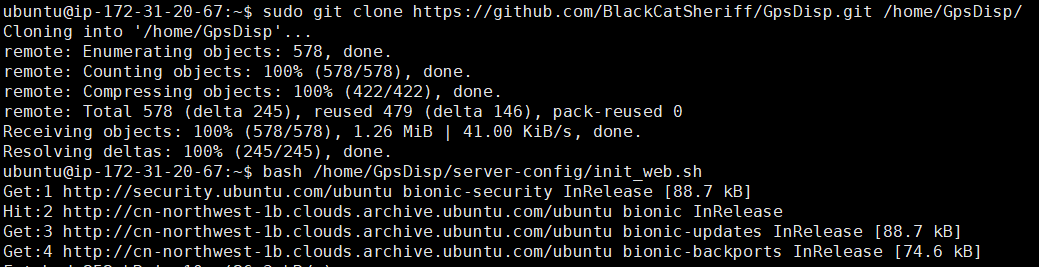 ubuntu@ip-172-31-20-67:~$ sudo git clone https://github.com/BlackCatSheriff/GpsDisp.git /home/GpsDisp/
Cloning into '/home/GpsDisp'...
remote: Enumerating objects: 578, done.
remote: Counting objects: 100% (578/578), done.
remote: Compressing objects: 100% (422/422), done.
remote: Total 578 (delta 245), reused 479 (delta 146), pack-reused 0
Receiving objects: 100% (578/578), 1.26 MiB | 41.00 KiB/s, done.
Resolving deltas: 100% (245/245), done.
ubuntu@ip-172-31-20-67:~$ bash /home/GpsDisp/server-config/init_web.sh
Get:1 http://security.ubuntu.com/ubuntu bionic-security InRelease [88.7 kB]
Hit:2 http://cn-northwest-1b.clouds.archive.ubuntu.com/ubuntu bionic InRelease
Get:3 http://cn-northwest-1b.clouds.archive.ubuntu.com/ubuntu bionic-updates InRelease [88.7 kB]
Get:4 http://cn-northwest-1b.clouds.archive.ubuntu.com/ubuntu bionic-backports InRelease [74.6 kB]